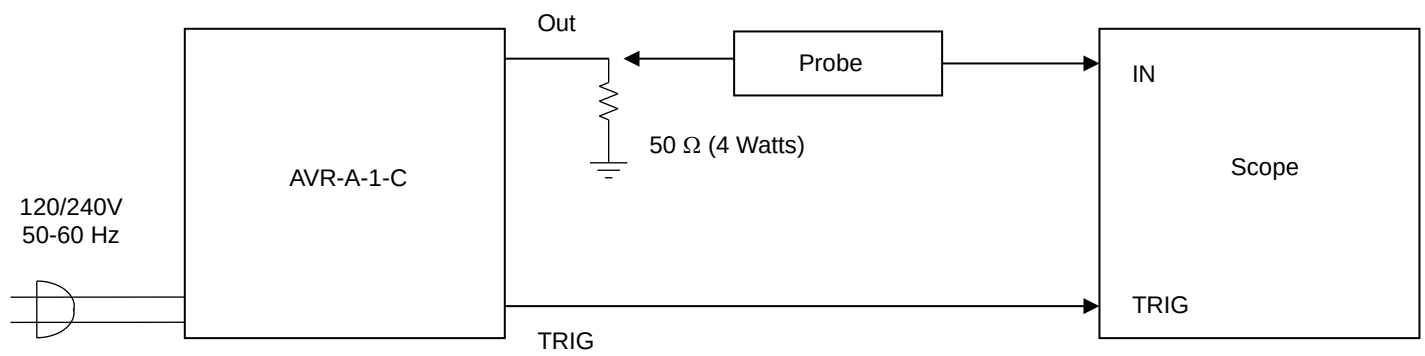 Out
Probe
IN
50 Ω (4 Watts)
AVR-A-1-C
Scope
120/240V
50-60 Hz
TRIG
TRIG